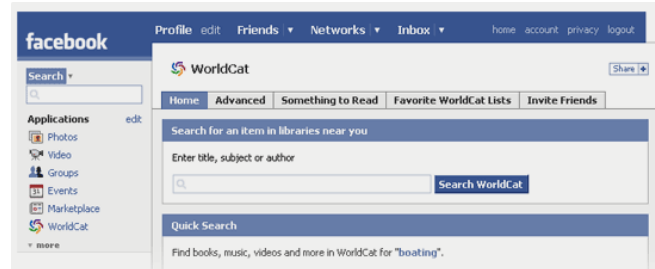 facebook
Profile edit Friends Networks Inbox home account privacy logout
Search
Applications edit
Photos
Video
Groups
31 Events
Marketplace
WorldCat
more
WorldCat
Share +
Home Advanced Something to Read Favorite WorldCat Lists Invite Friends
Search for an item in libraries near you
Enter title, subject or author
Search WorldCat
Quick Search
Find books, music, videos and more in WorldCat for "boating".